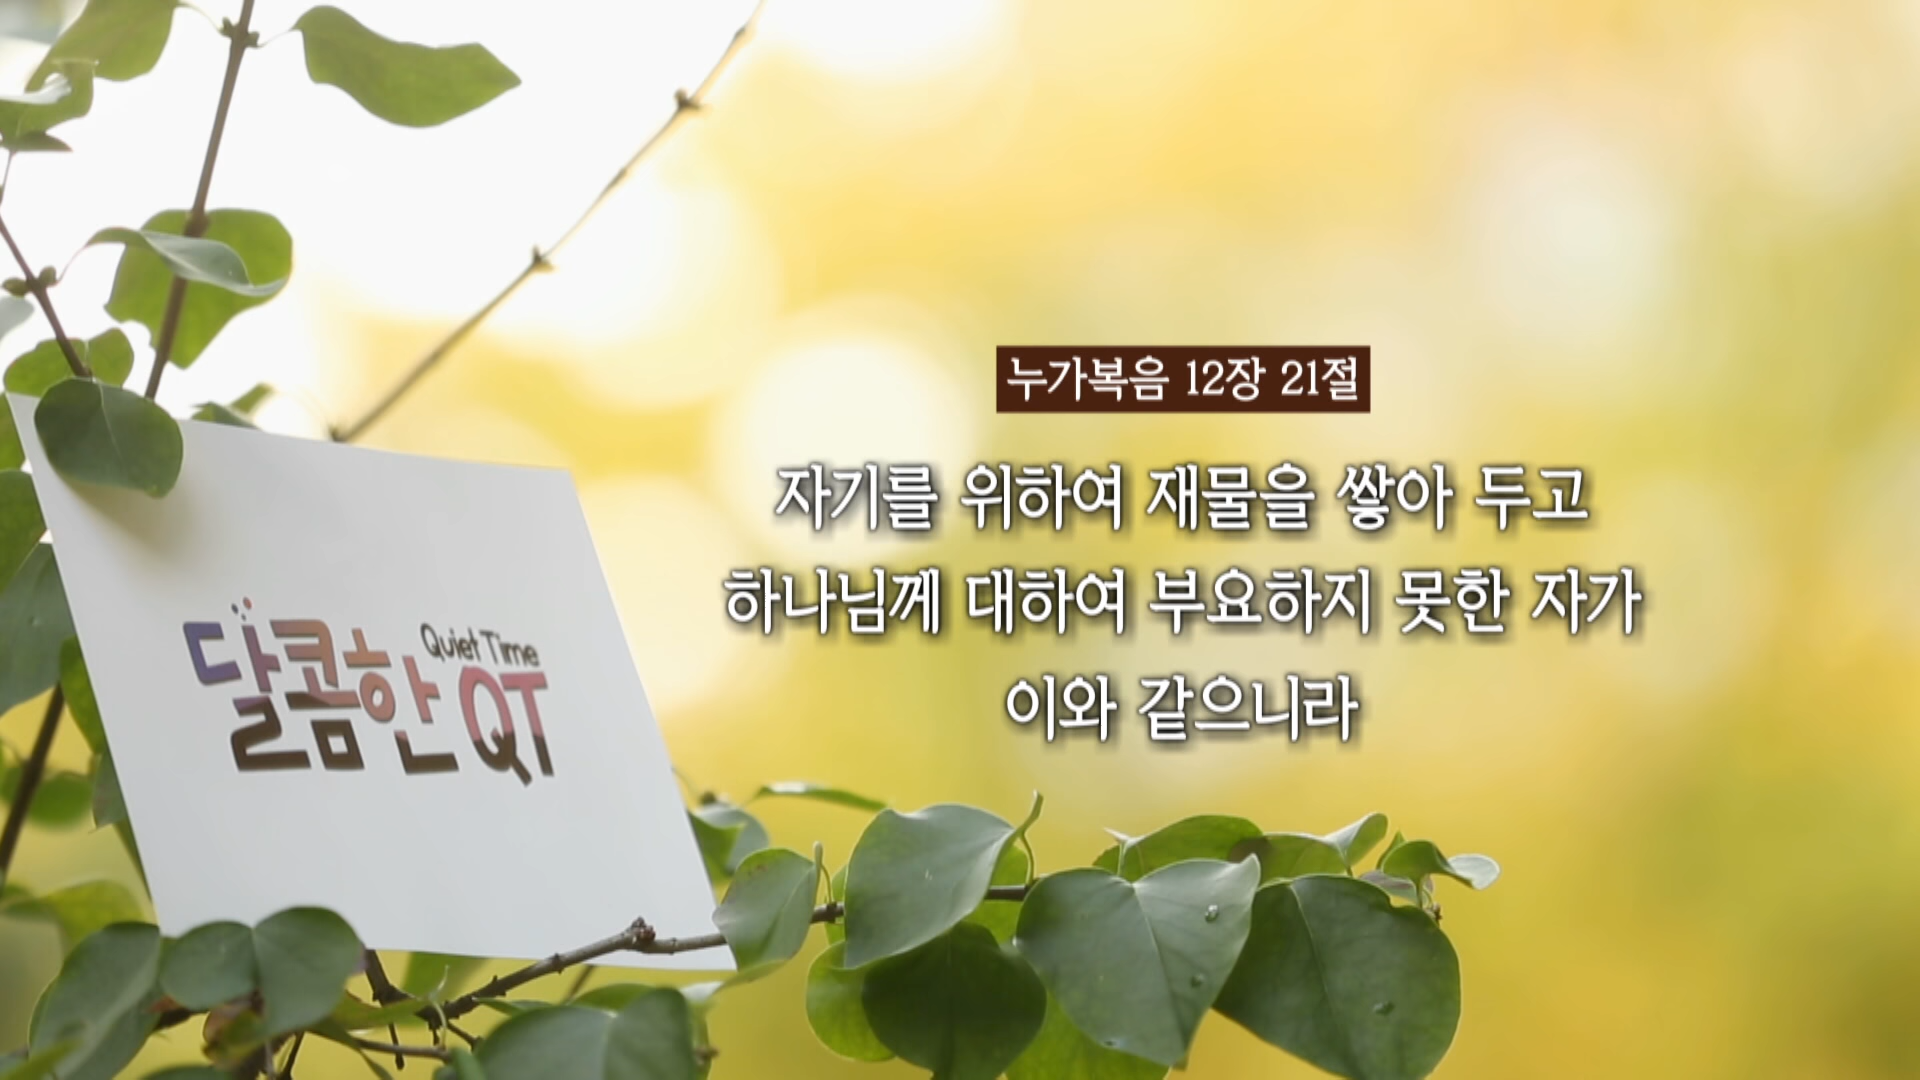 누가복음 12장 21절
자기를 위하여 재물을 쌓아 두고
하나님께 대하여 부요하지 못한 자가
이와 같으니라
Quiet Time
달콤한 QT